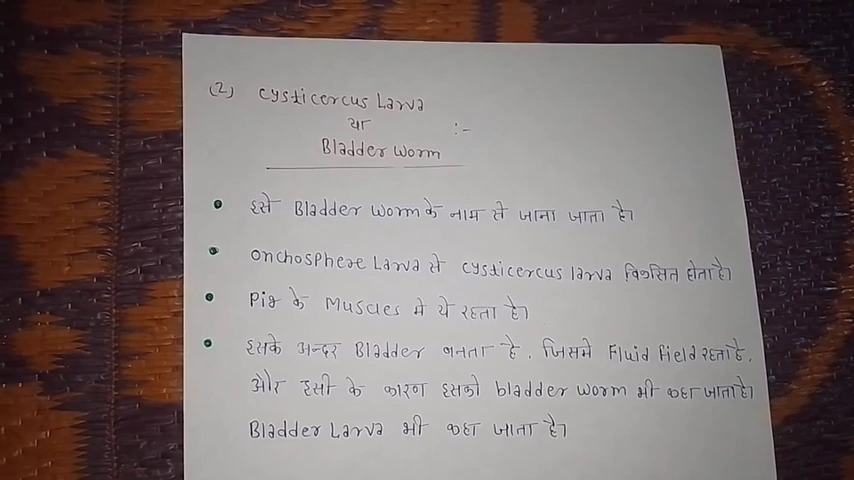 (2) Cysticercus Larva
या :-
Bladder Worm
इसे Bladder Worm के नाम से जाना जाता है।
Onchosphere Larva से Cysticercus larva विकसित होता है।
Pig के Muscles मे ये रहता है।
इसके अन्दर Bladder बनता है, जिसमे Fluid Field रहता है,
और इसी के कारण इसको bladder worm भी कहा जाता है।
Bladder Larva भी कहा जाता है।